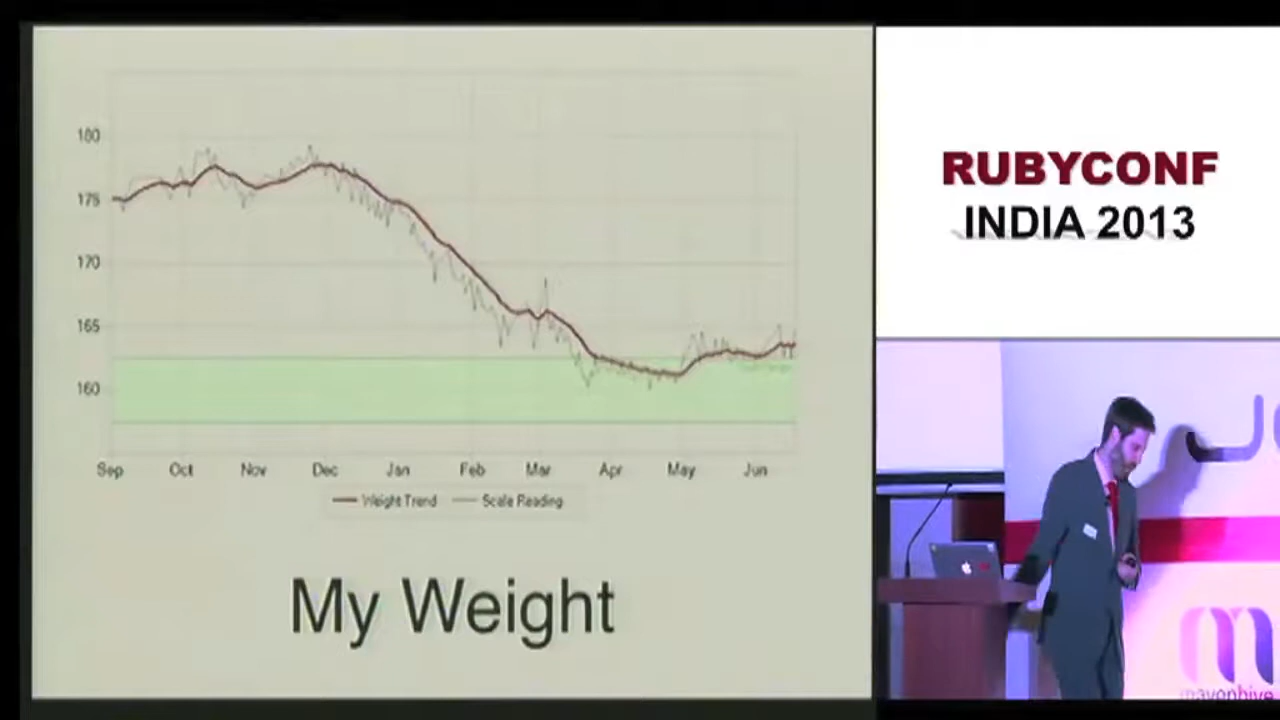 180
175
170
165
160
Sep Oct Nov Dec Jan Feb Mar Apr May Jun
Weight Trend Scale Reading
My Weight
RUBYCONF
INDIA 2013
mavenhive